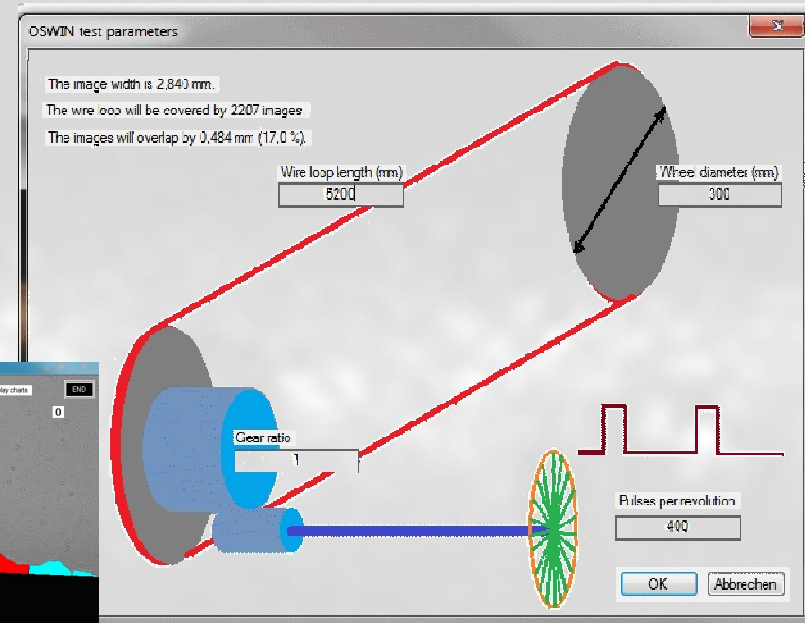 OSWIN test parameters
The image width is 2,840 mm.
The wire loop will be covered by 2207 images
The images will overlap by 0,484 mm (17,0 %).
Wire loop length (mm)
5200
Wheel diameter (mm)
300
lay charts
END
0
Gear ratio
1
Pulses per revolution
400
OK
Abbrechen